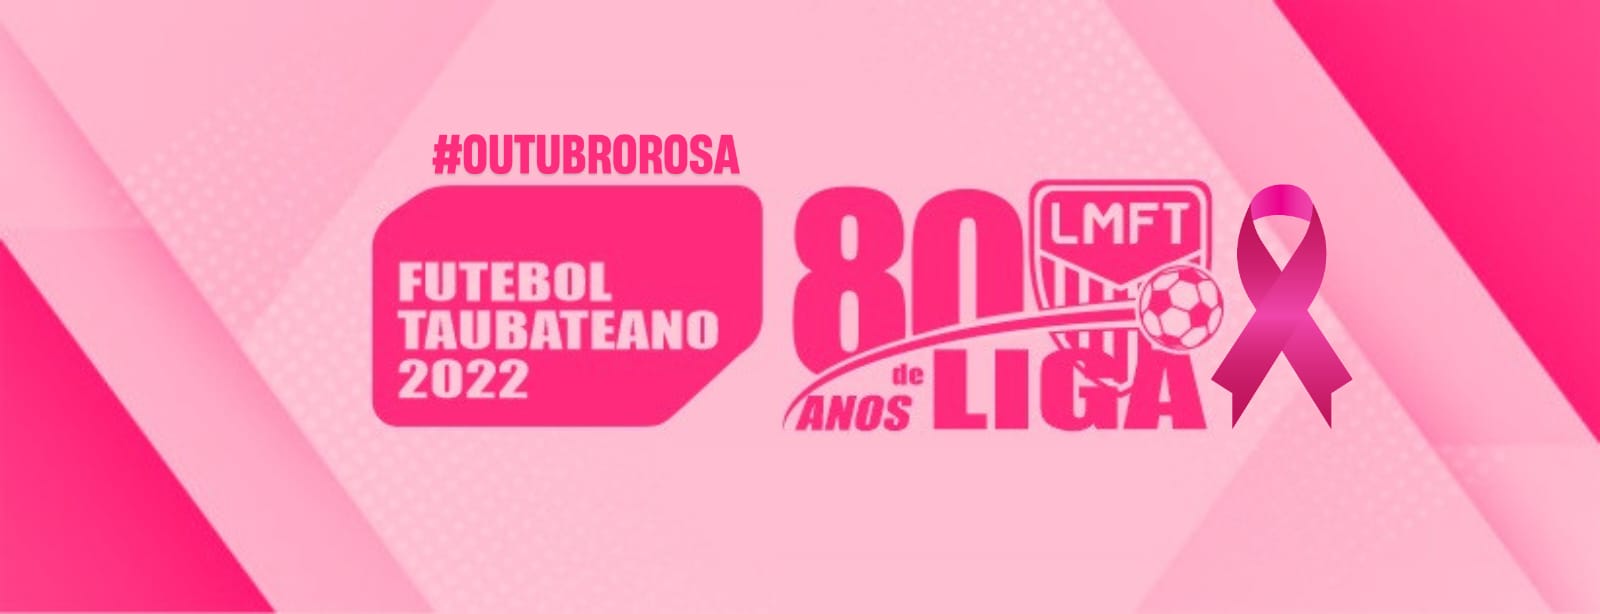 #OUTUBROROSA
FUTEBOL
TAUBATEANO
2022
80
de
ANOS
LIGA
LMFT